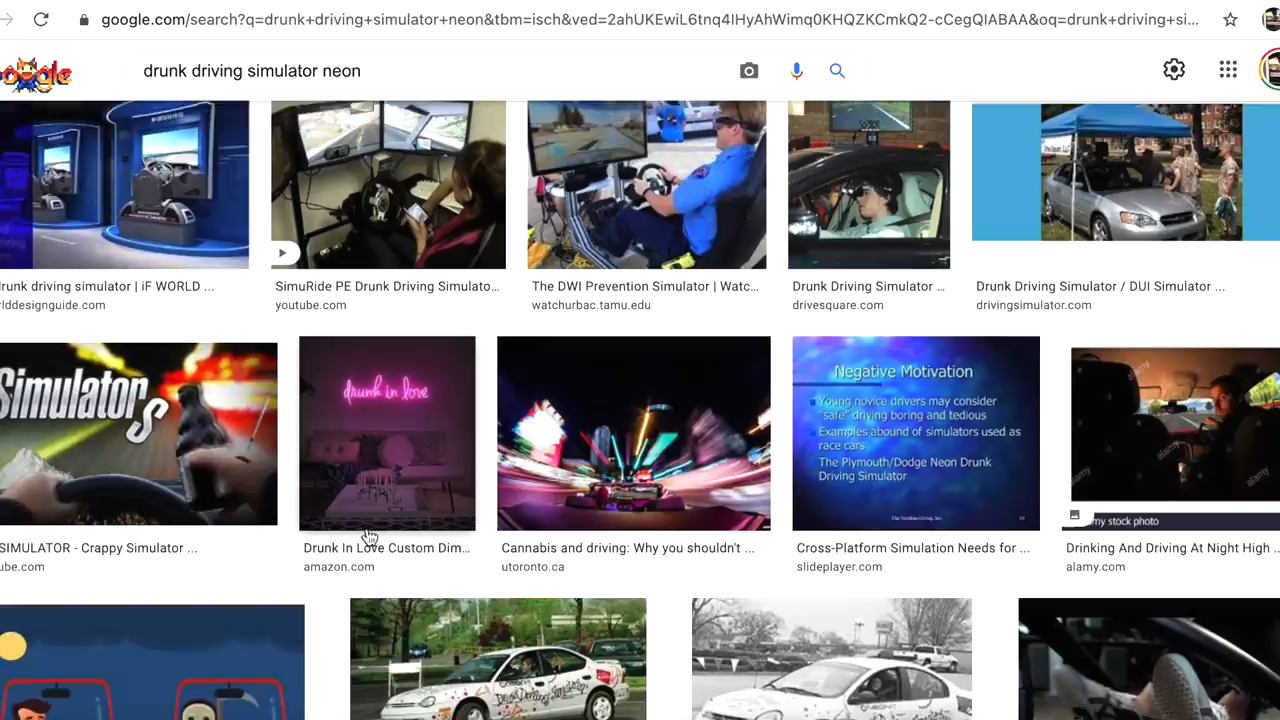 google.com/search?q=drunk+driving+simulator+neon&tbm=isch&ved=2ahUKEwiL6tnq4lHyAhWimq0KHQZKCmkQ2-cCegQIABAA&oq=drunk+driving+si...
drunk driving simulator neon
drunk driving simulator | iF WORLD ...
rlddesignguide.com
SimuRide PE Drunk Driving Simulato...
youtube.com
The DWI Prevention Simulator | Watc...
watchurbac.tamu.edu
Drunk Driving Simulator ...
drivesquare.com
Drunk Driving Simulator / DUI Simulator ...
drivingsimulator.com
Simulator
S
drunk in love
Negative Motivation
Young novice drivers may consider
"safe" driving boring and tedious
Examples abound of simulators used as
race cars
The Plymouth/Dodge Neon Drunk
Driving Simulator
alamy
alamy
alamy
my stock photo
SIMULATOR - Crappy Simulator ...
ube.com
Drunk In Love Custom Dim...
amazon.com
Cannabis and driving: Why you shouldn't ...
utoronto.ca
Cross-Platform Simulation Needs for ...
slideplayer.com
Drinking And Driving At Night High ...
alamy.com